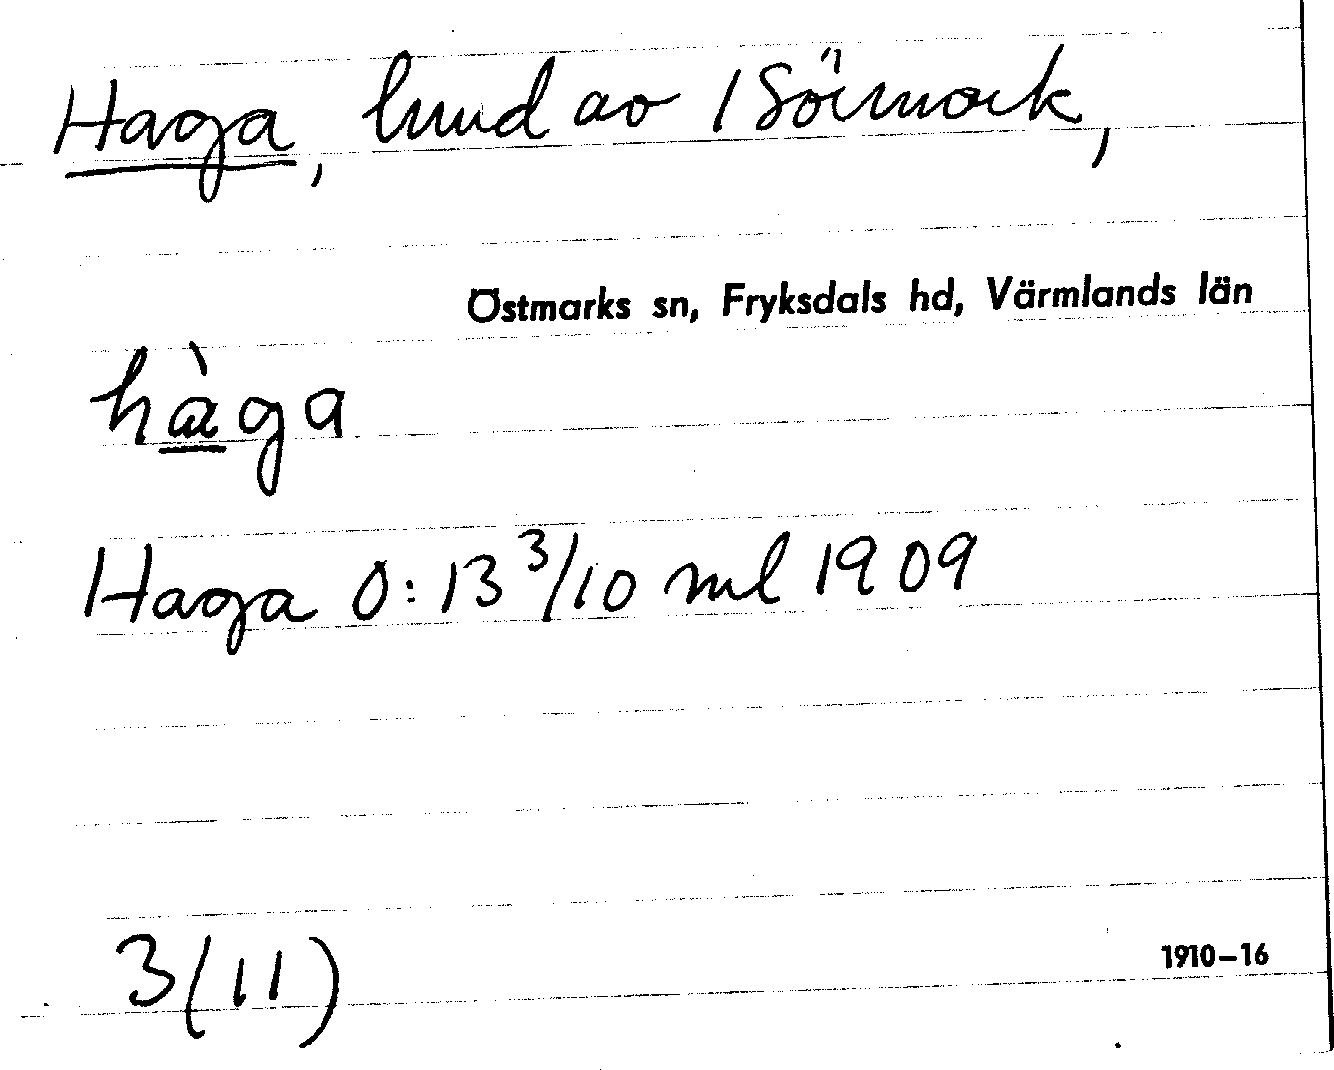 Haga, lund av 1 Sörmark,
Östmarks sn, Fryksdals hd, Värmlands län
hàga
Haga 0:13 3/10 ml 1909
3(11)
1910–16